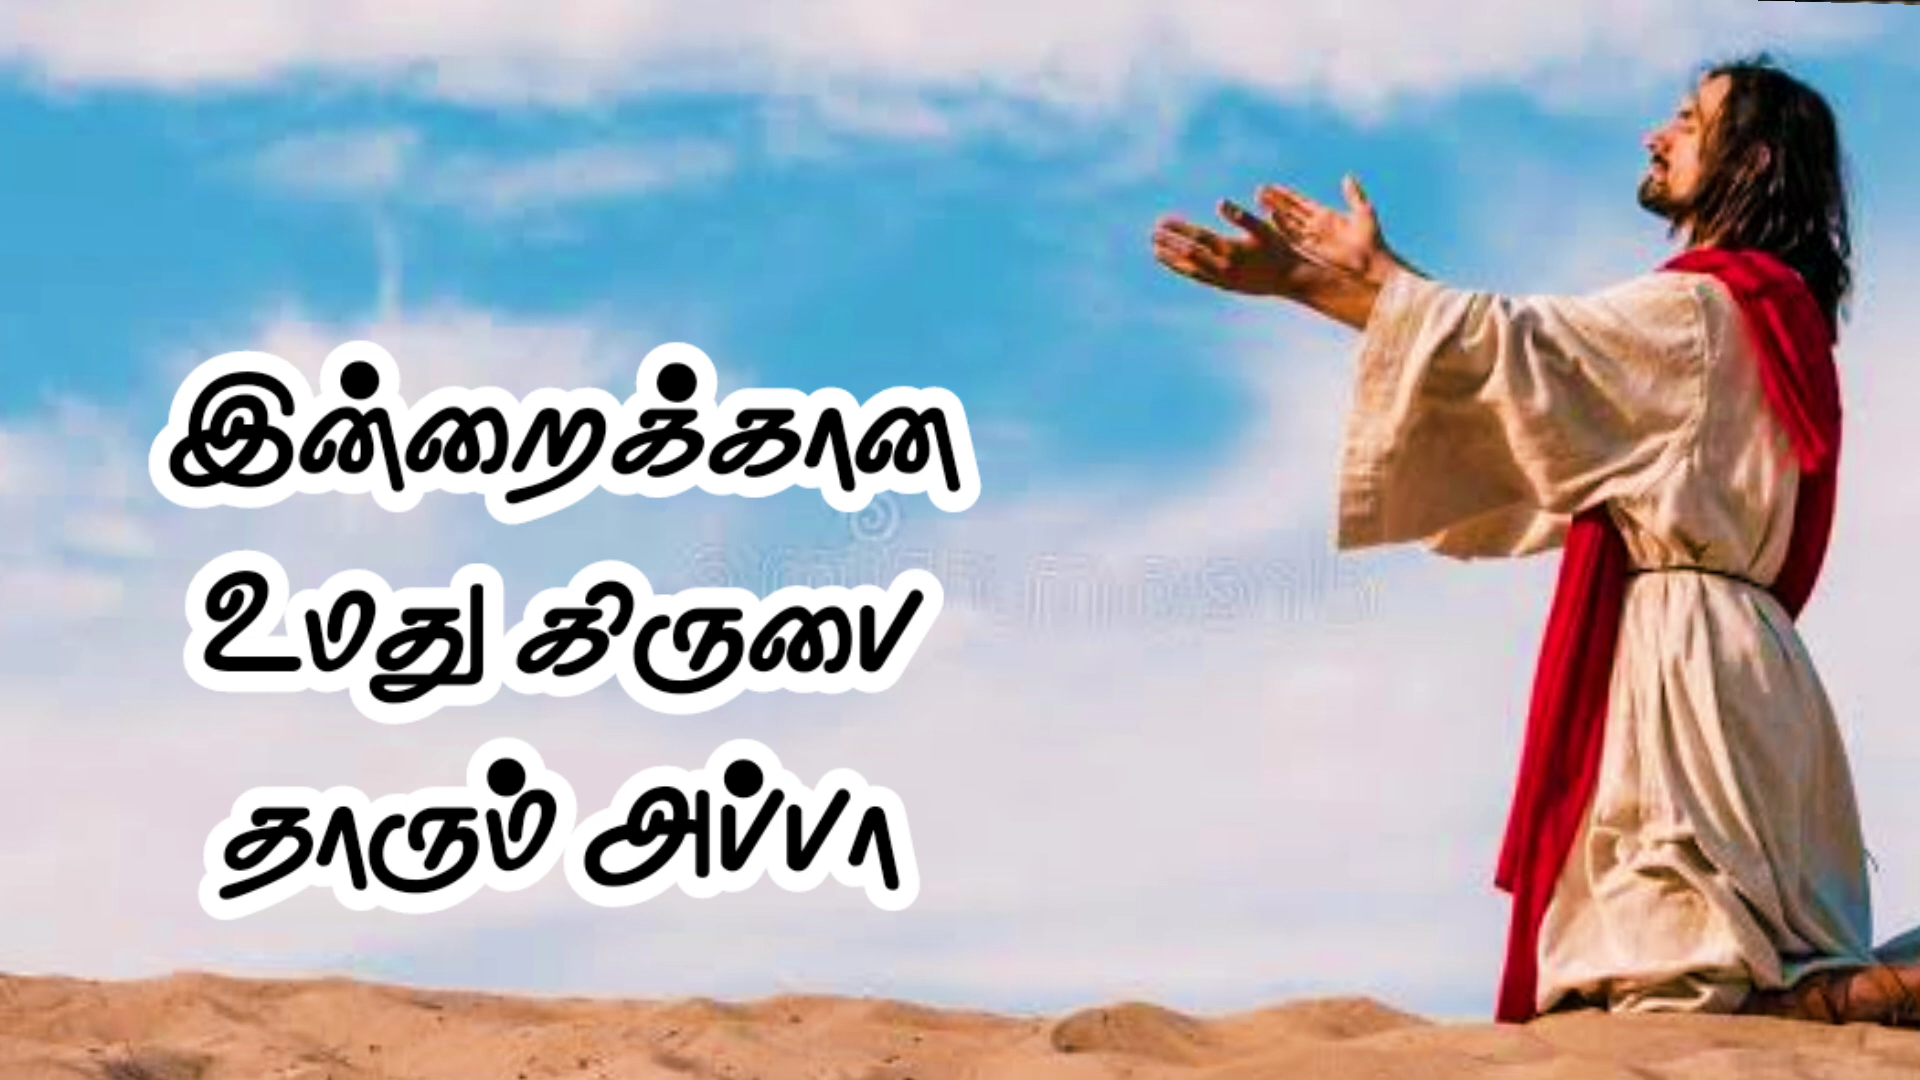 இன்றைக்கான
உமது கிருபை
தாரும் அப்பா